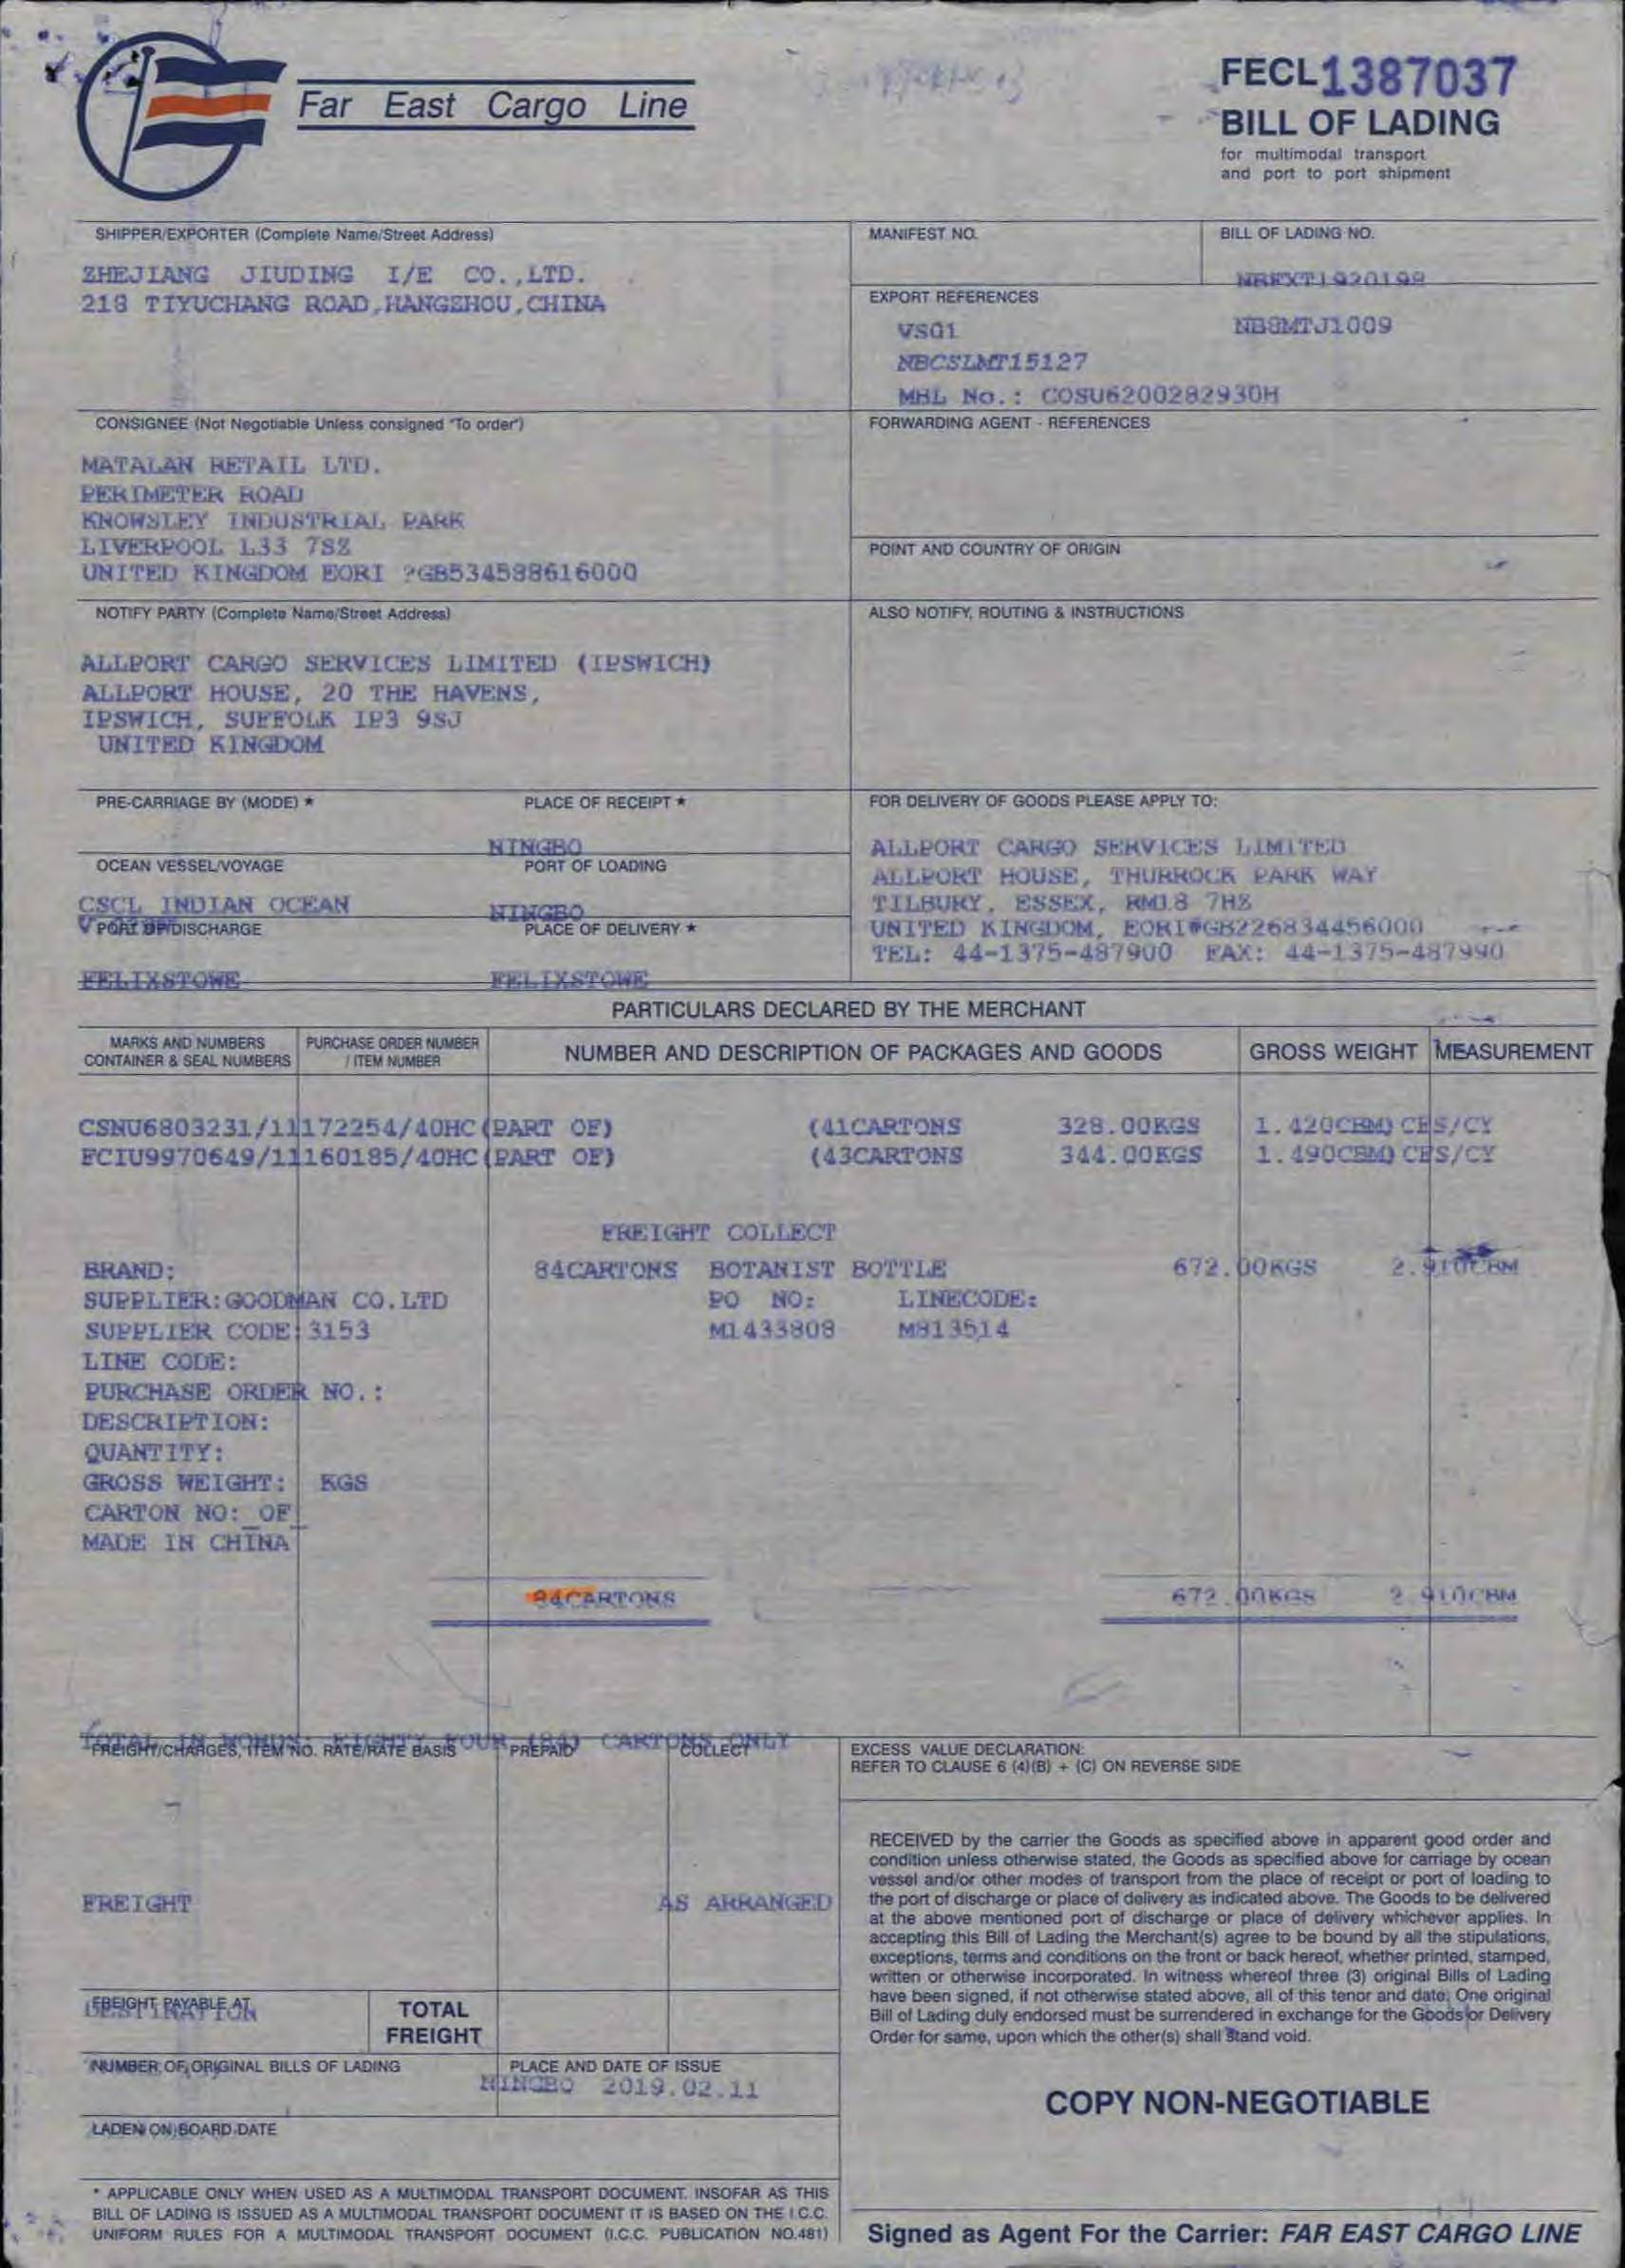 Far East Cargo Line
FECL1387037
BILL OF LADING
for multimodal transport
and port to port shipment
SHIPPER/EXPORTER (Complete Name/Street Address)
ZHEJIANG JIUDING I/E CO.,LTD.
218 TIYUCHANG ROAD,HANGZHOU,CHINA
MANIFEST NO.
BILL OF LADING NO.
EXPORT REFERENCES
NB8MTJ1009
NBCSLMT15127
MBL No.: COSU6200282930H
CONSIGNEE (Not Negotiable Unless consigned "To order")
MATALAN RETAIL LTD.
PERIMETER ROAD
KNOWSLEY INDUSTRIAL PARK
LIVERPOOL L33 7SZ
UNITED KINGDOM EORI ?GB534588616000
FORWARDING AGENT - REFERENCES
POINT AND COUNTRY OF ORIGIN
NOTIFY PARTY (Complete Name/Street Address)
ALLPORT CARGO SERVICES LIMITED (IPSWICH)
ALLPORT HOUSE, 20 THE HAVENS,
IPSWICH, SUFFOLK IP3 9SJ
UNITED KINGDOM
ALSO NOTIFY, ROUTING & INSTRUCTIONS
PRE-CARRIAGE BY (MODE) *
PLACE OF RECEIPT *
NINGBO
OCEAN VESSEL/VOYAGE
PORT OF LOADING
CSCL INDIAN OCEAN
NINGBO
PORT OF DISCHARGE
PLACE OF DELIVERY *
FELIXSTOWE
FELIXSTOWE
FOR DELIVERY OF GOODS PLEASE APPLY TO:
ALLPORT CARGO SERVICES LIMITED
ALLPORT HOUSE, THURROCK PARK WAY
TILBURY, ESSEX, RM18 7HZ
UNITED KINGDOM, EORI#GB226834456000
TEL: 44-1375-487900 FAX: 44-1375-487990
PARTICULARS DECLARED BY THE MERCHANT
MARKS AND NUMBERS
CONTAINER & SEAL NUMBERS
PURCHASE ORDER NUMBER
/ ITEM NUMBER
NUMBER AND DESCRIPTION OF PACKAGES AND GOODS
GROSS WEIGHT
MEASUREMENT
CSNU6803231/11172254/40HC(PART OF) (41CARTONS 328.00KGS 1.420CBM) CFS/CY
FCIU9970649/11160185/40HC(PART OF) (43CARTONS 344.00KGS 1.490CBM) CFS/CY
FREIGHT COLLECT
BRAND: 84CARTONS BOTANIST BOTTLE 672.00KGS 2.910CBM
SUPPLIER:GOODMAN CO.LTD PO NO: LINECODE:
SUPPLIER CODE:3153 M1433808 M813514
LINE CODE:
PURCHASE ORDER NO.:
DESCRIPTION:
QUANTITY:
GROSS WEIGHT: KGS
CARTON NO:_OF_
MADE IN CHINA
84CARTONS 672.00KGS 2.910CBM
TOTAL IN WORDS: EIGHTY FOUR (84) CARTONS ONLY
FREIGHT/CHARGES, ITEM NO. RATE/RATE BASIS
PREPAID
COLLECT
EXCESS VALUE DECLARATION:
REFER TO CLAUSE 6 (4)(B) + (C) ON REVERSE SIDE
FREIGHT AS ARRANGED
RECEIVED by the carrier the Goods as specified above in apparent good order and
condition unless otherwise stated, the Goods as specified above for carriage by ocean
vessel and/or other modes of transport from the place of receipt or port of loading to
the port of discharge or place of delivery as indicated above. The Goods to be delivered
at the above mentioned port of discharge or place of delivery whichever applies. In
accepting this Bill of Lading the Merchant(s) agree to be bound by all the stipulations,
exceptions, terms and conditions on the front or back hereof, whether printed, stamped,
written or otherwise incorporated. In witness whereof three (3) original Bills of Lading
have been signed, if not otherwise stated above, all of this tenor and date; One original
Bill of Lading duly endorsed must be surrendered in exchange for the Goods or Delivery
Order for same, upon which the other(s) shall stand void.
FREIGHT PAYABLE AT
DESTINATION
TOTAL
FREIGHT
NUMBER OF ORIGINAL BILLS OF LADING
PLACE AND DATE OF ISSUE
NINGBO 2019.02.11
LADEN ON BOARD DATE
COPY NON-NEGOTIABLE
* APPLICABLE ONLY WHEN USED AS A MULTIMODAL TRANSPORT DOCUMENT. INSOFAR AS THIS
BILL OF LADING IS ISSUED AS A MULTIMODAL TRANSPORT DOCUMENT IT IS BASED ON THE I.C.C.
UNIFORM RULES FOR A MULTIMODAL TRANSPORT DOCUMENT (I.C.C. PUBLICATION NO.481)
Signed as Agent For the Carrier: FAR EAST CARGO LINE